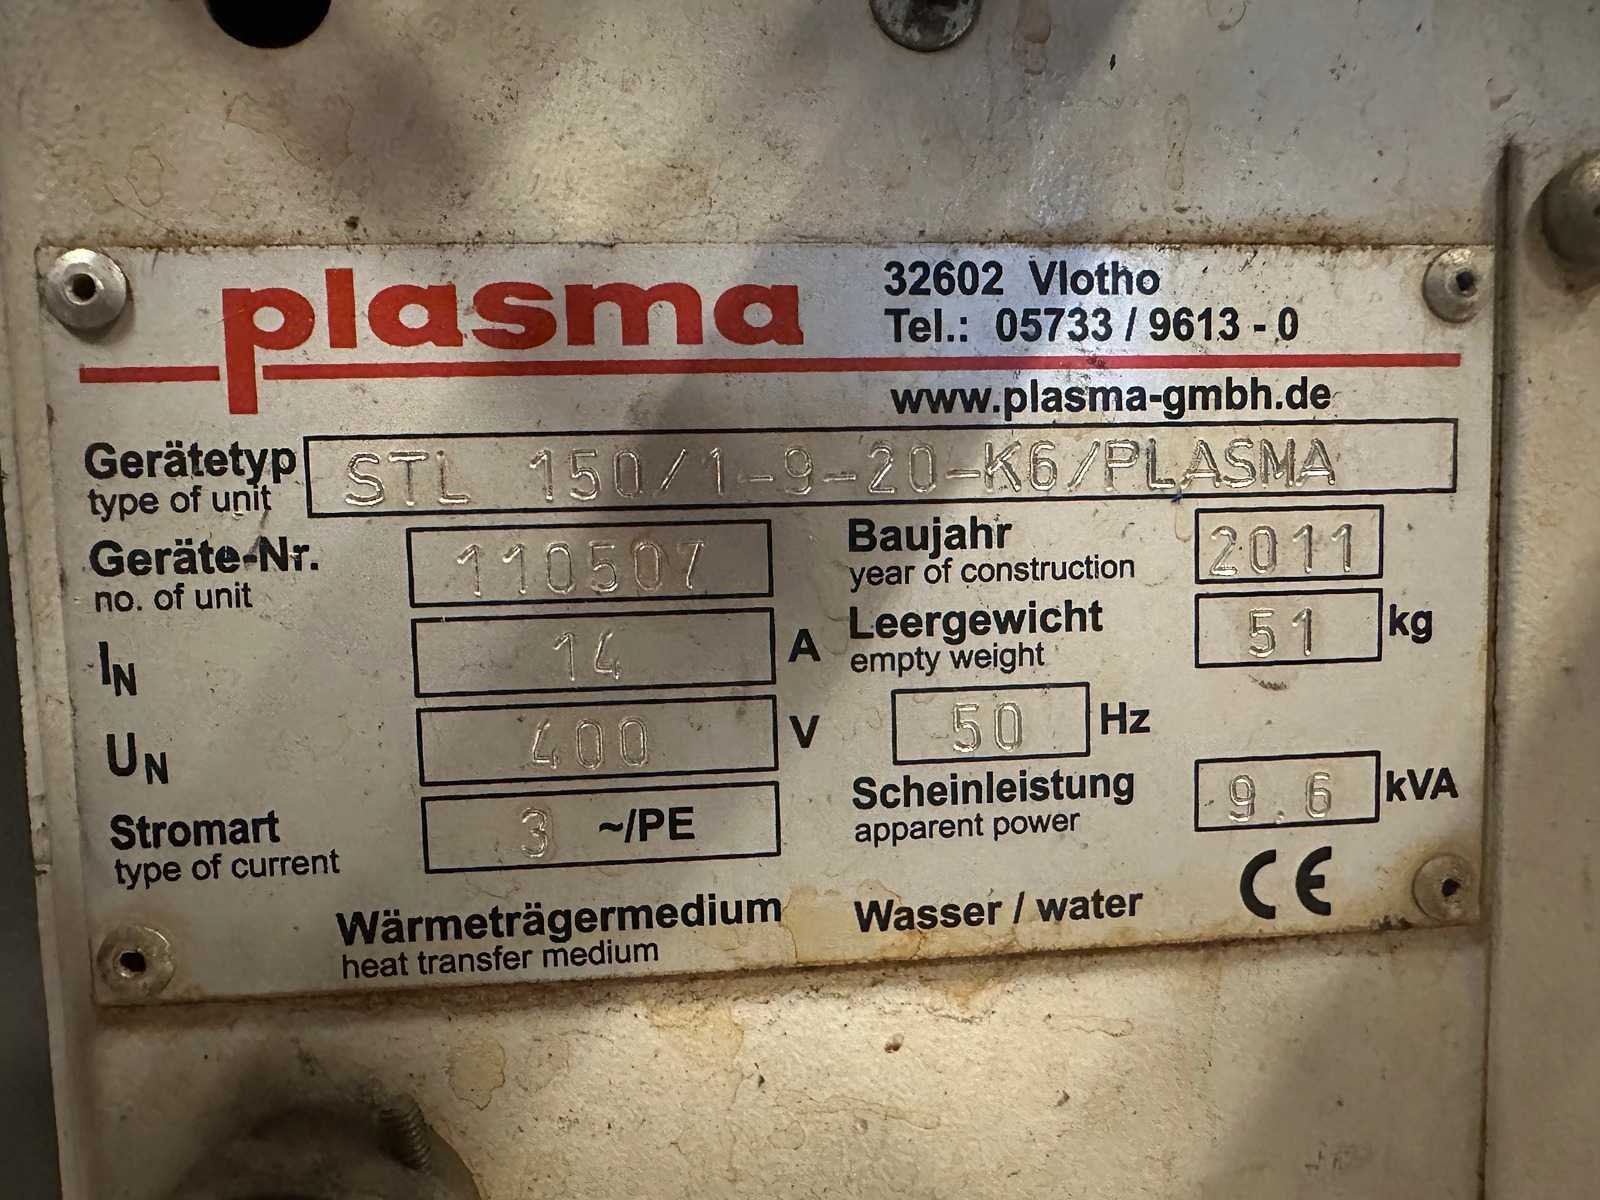 plasma
32602 Vlotho
Tel.: 05733 / 9613 - 0
www.plasma-gmbh.de
Gerätetyp STL 150/1-9-20-K6/PLASMA
type of unit
Geräte-Nr. 110507 Baujahr 2011
no. of unit year of construction
IN 14 A Leergewicht 51 kg
empty weight
UN 400 V 50 Hz
Stromart 3 ~/PE Scheinleistung 9.6 kVA
type of current apparent power
Wärmeträgermedium Wasser / water CE
heat transfer medium